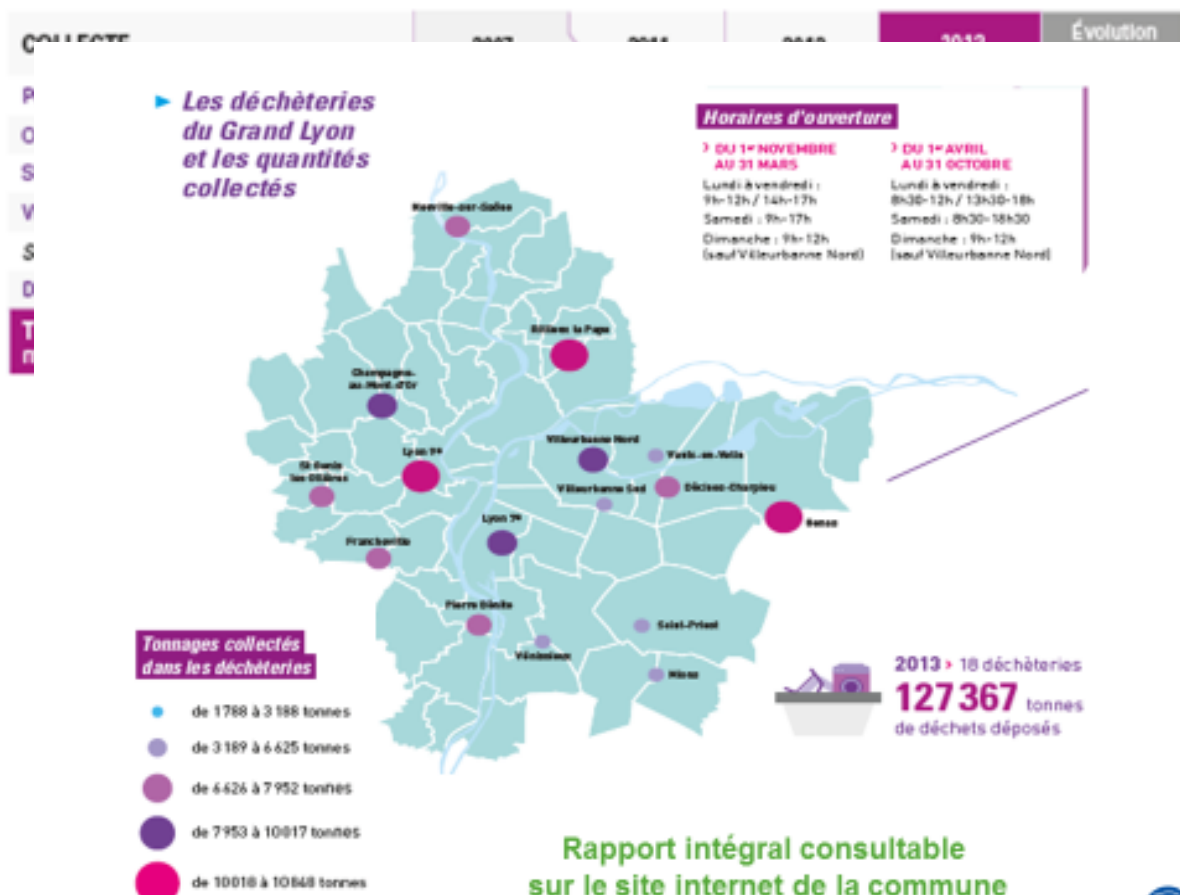 2007
2011
2012
2013
Évolution
► Les déchèteries
du Grand Lyon
et les quantités
collectés
Horaires d'ouverture
> DU 1er NOVEMBRE
AU 31 MARS
Lundi à vendredi :
9h-12h / 14h-17h
Samedi : 9h-17h
Dimanche : 9h-12h
(sauf Villeurbanne Nord)
> DU 1er AVRIL
AU 31 OCTOBRE
Lundi à vendredi :
8h30-12h / 13h30-18h
Samedi : 8h30-18h30
Dimanche : 9h-12h
(sauf Villeurbanne Nord)
Neuville-sur-Saône
Rillieux la Pape
Champagne-
au-Mont-d'Or
Villeurbanne Nord
Vaulx-en-Velin
Lyon 9e
St Genis
les Ollières
Villeurbanne Sud
Décines-Charpieu
Genas
Lyon 7e
Francheville
Pierre Bénite
Saint-Priest
Vénissieux
Mions
Tonnages collectés
dans les déchèteries
de 1788 à 3 188 tonnes
de 3 189 à 6 625 tonnes
de 6 626 à 7 952 tonnes
de 7 953 à 10 017 tonnes
de 10 018 à 10 868 tonnes
2013 > 18 déchèteries
127 367 tonnes
de déchets déposés
Rapport intégral consultable
sur le site internet de la commune